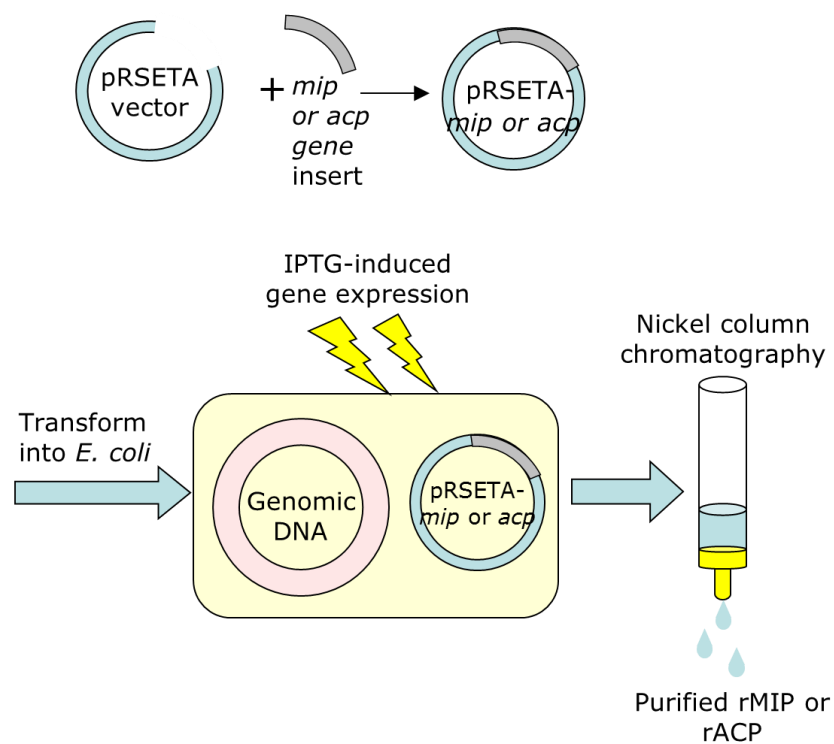 pRSETA
vector
+
mip
or acp
gene
insert
pRSETA-
mip or acp
IPTG-induced
gene expression
Nickel column
chromatography
Transform
into E. coli
Genomic
DNA
pRSETA-
mip or acp
Purified rMIP or
rACP